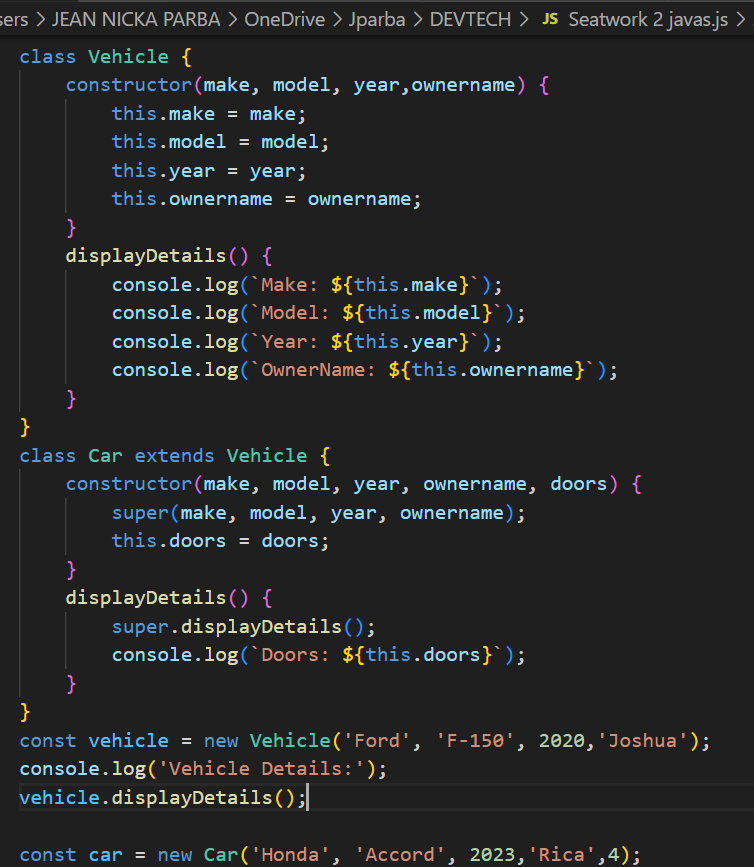 sers > JEAN NICKA PARBA > OneDrive > Jparba > DEVTECH > JS Seatwork 2 javas.js >
class Vehicle {
    constructor(make, model, year,ownername) {
        this.make = make;
        this.model = model;
        this.year = year;
        this.ownername = ownername;
    }
    displayDetails() {
        console.log(`Make: ${this.make}`);
        console.log(`Model: ${this.model}`);
        console.log(`Year: ${this.year}`);
        console.log(`OwnerName: ${this.ownername}`);
    }
}
class Car extends Vehicle {
    constructor(make, model, year, ownername, doors) {
        super(make, model, year, ownername);
        this.doors = doors;
    }
    displayDetails() {
        super.displayDetails();
        console.log(`Doors: ${this.doors}`);
    }
}
const vehicle = new Vehicle('Ford', 'F-150', 2020,'Joshua');
console.log('Vehicle Details:');
vehicle.displayDetails();

const car = new Car('Honda', 'Accord', 2023,'Rica',4);